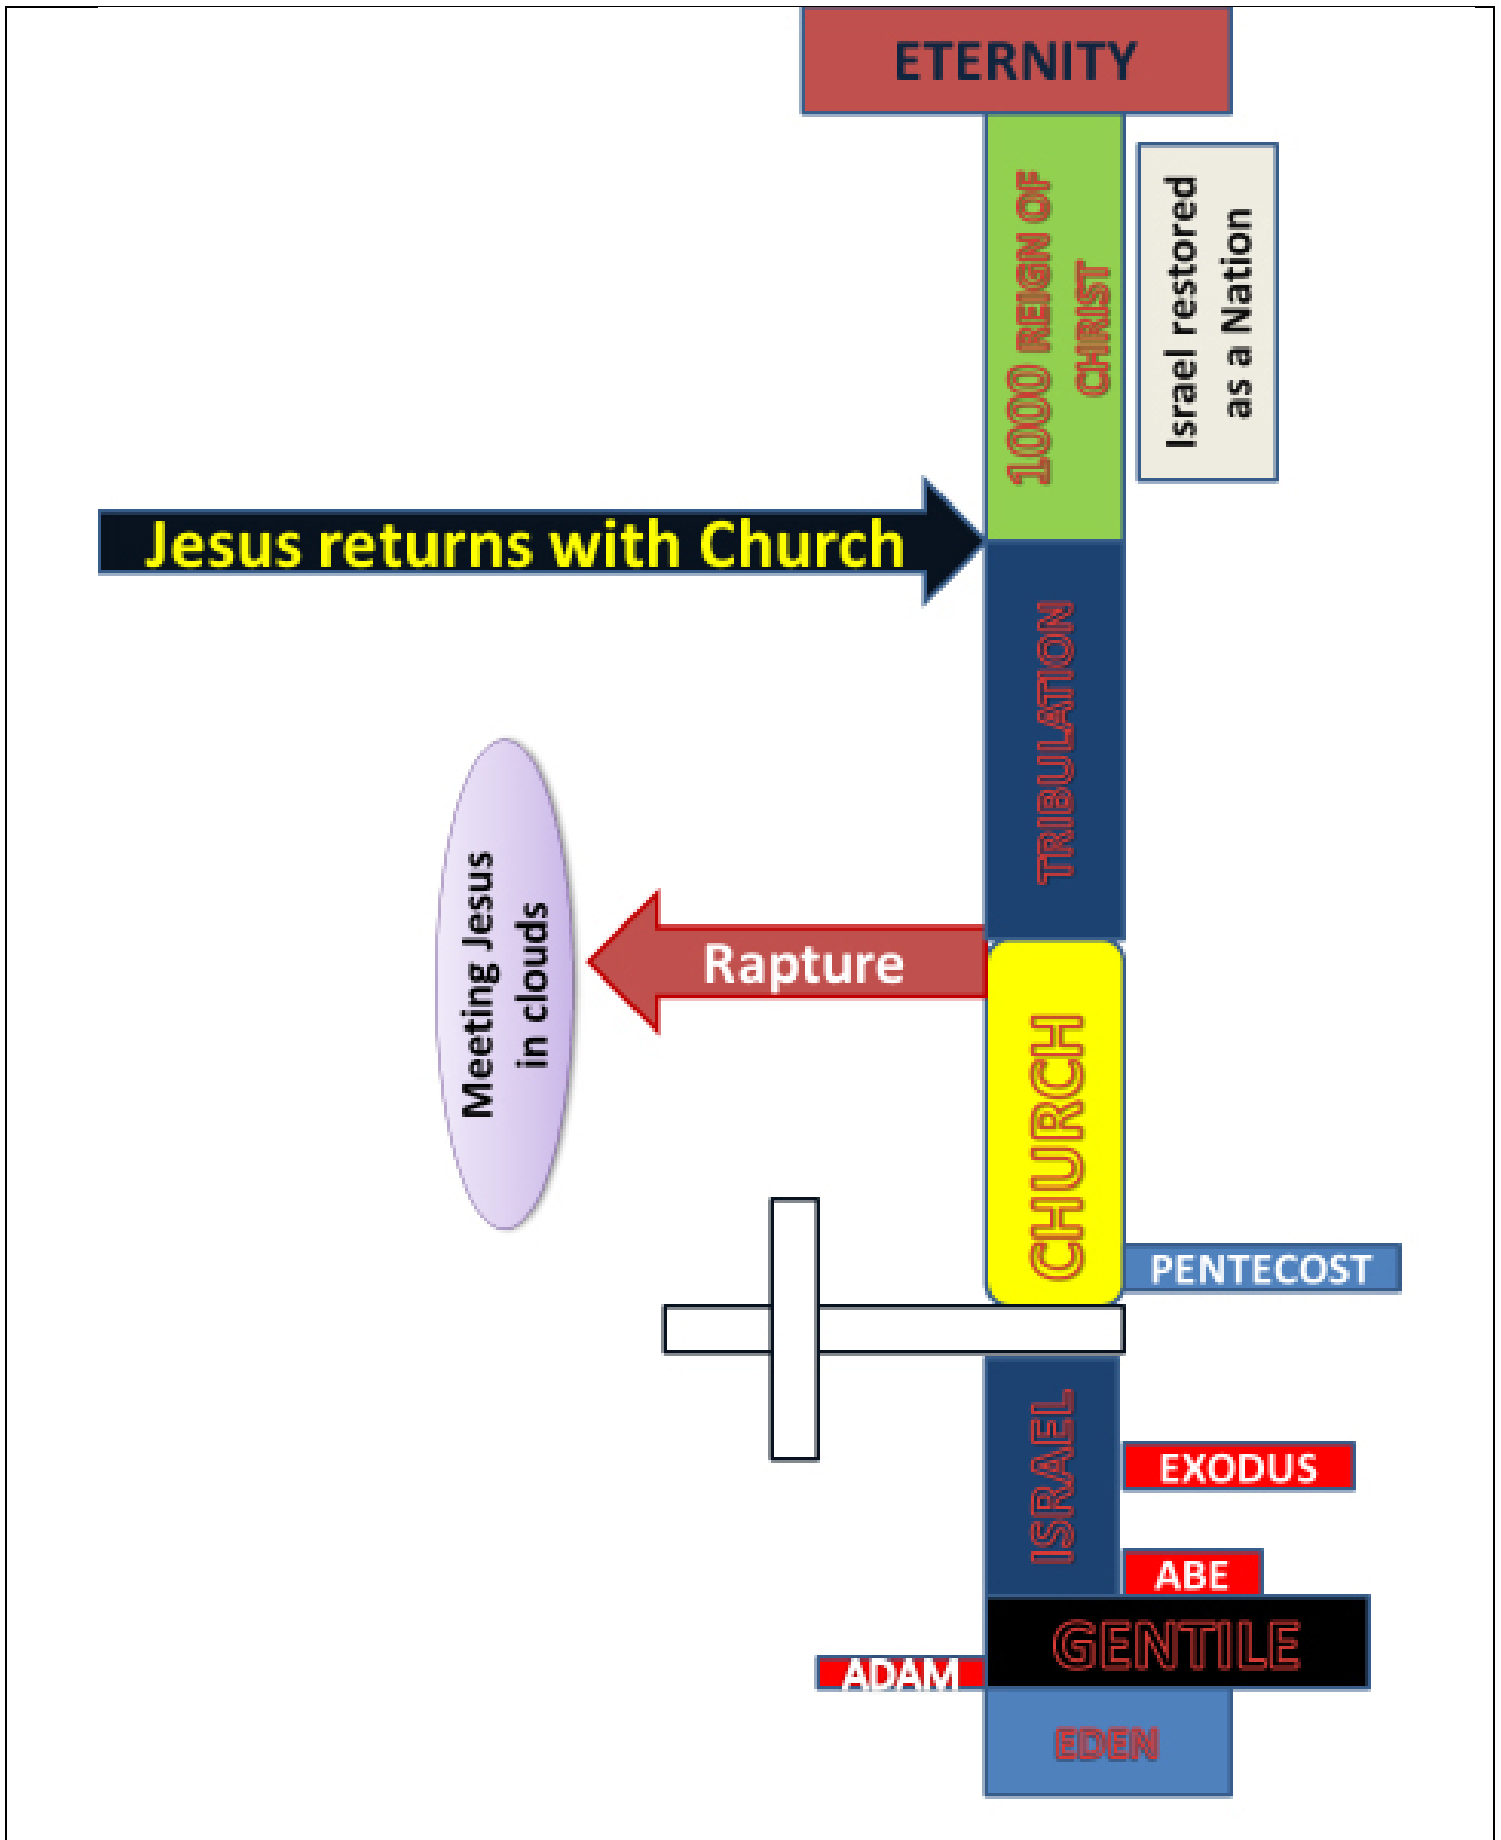 ETERNITY
1000 REIGN OF
CHRIST
Israel restored
as a Nation
Jesus returns with Church
TRIBULATION
Meeting Jesus
in clouds
Rapture
CHURCH
PENTECOST
ISRAEL
EXODUS
ABE
GENTILE
ADAM
EDEN